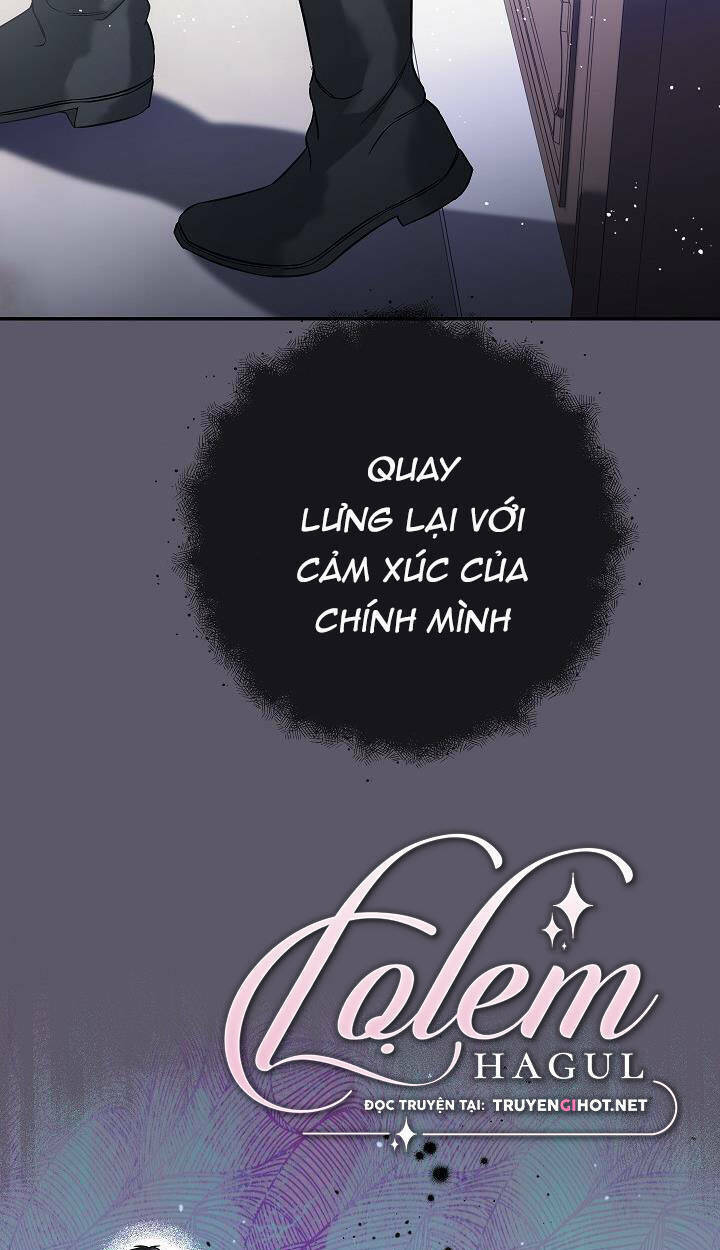 QUAY
LƯNG LẠI VỚI
CẢM XÚC CỦA
CHÍNH MÌNH
Lọlem
HAGUL
ĐỌC TRUYỆN TẠI: TRUYENGIHOT.NET